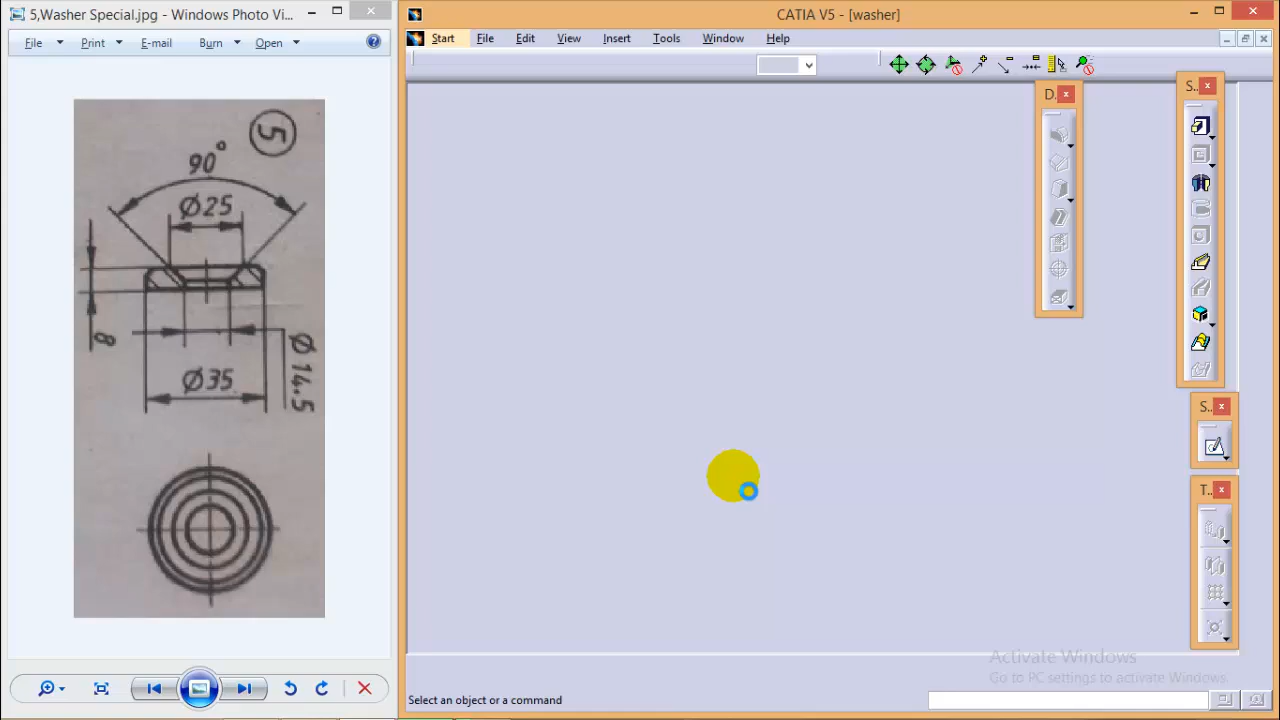 5,Washer Special.jpg - Windows Photo Vi...
File Print E-mail Burn Open
5
90°
Ø25
8
Ø14.5
Ø35
CATIA V5 - [washer]
Start File Edit View Insert Tools Window Help
D.
S..
S..
T..
Activate Windows
Go to PC settings to activate Windows.
Select an object or a command